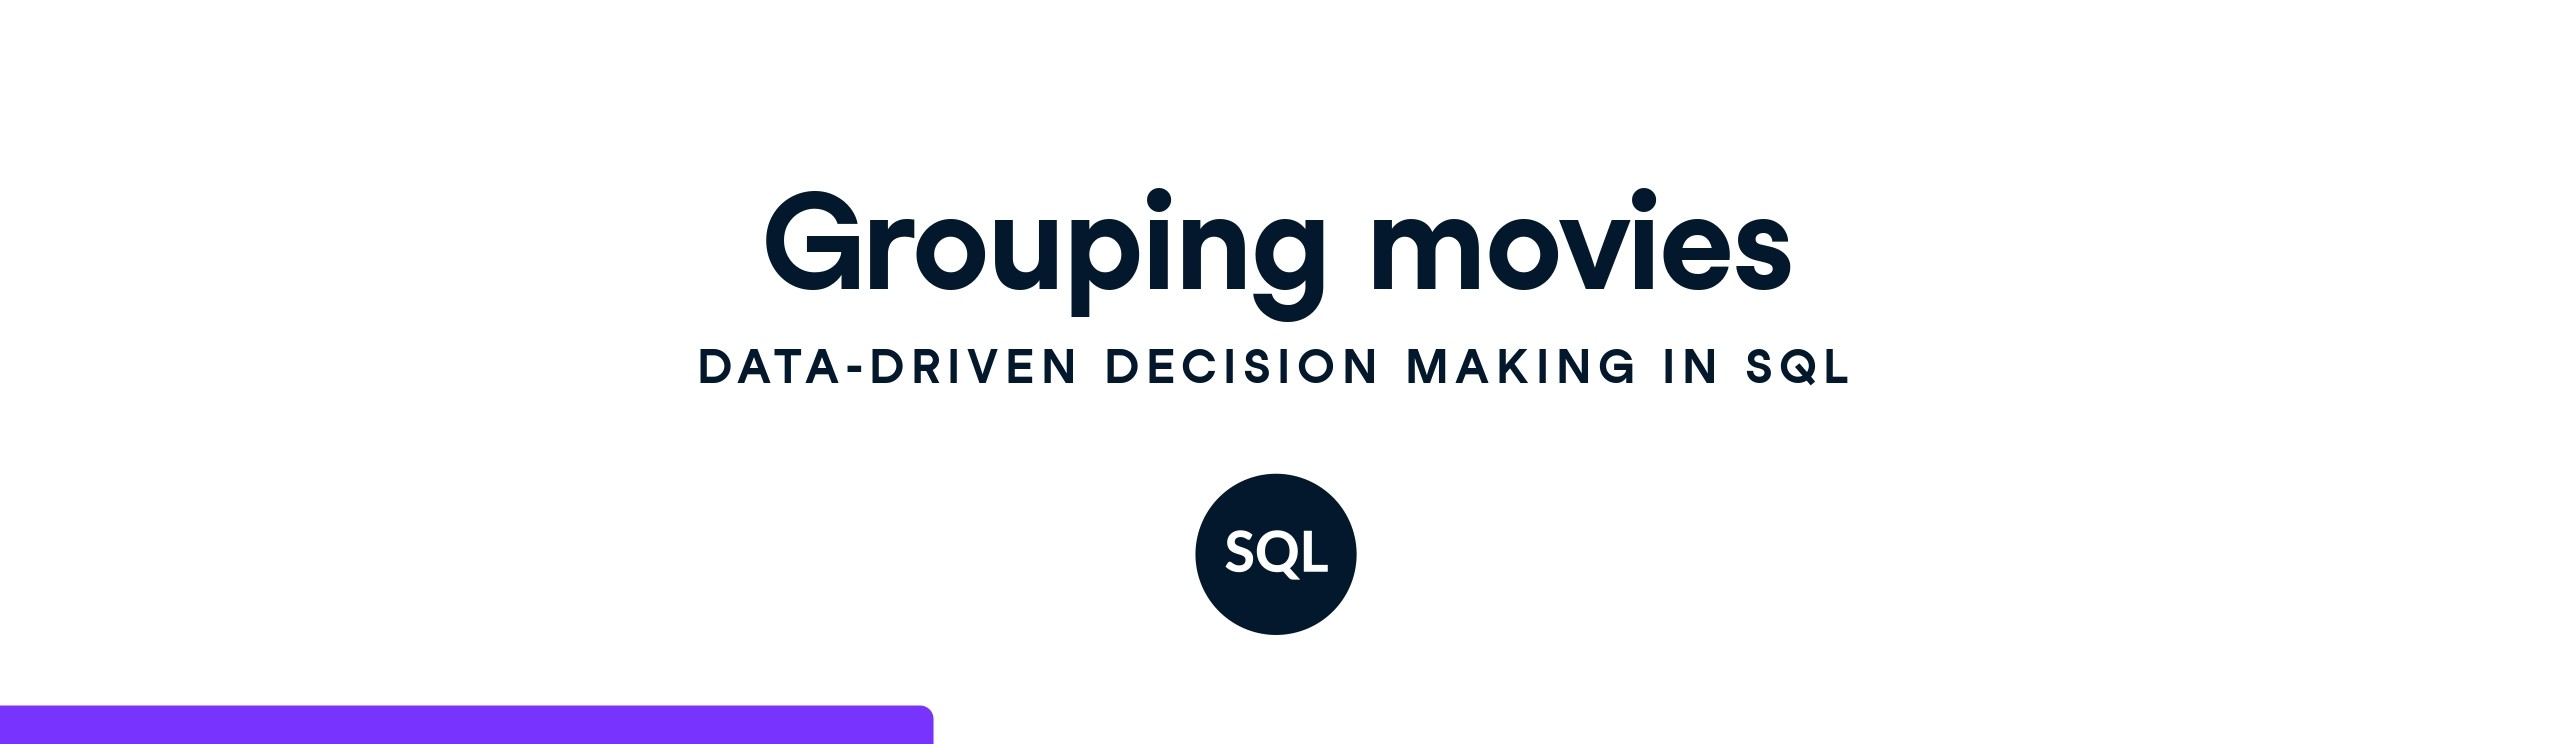 Grouping movies
DATA-DRIVEN DECISION MAKING IN SQL
SQL